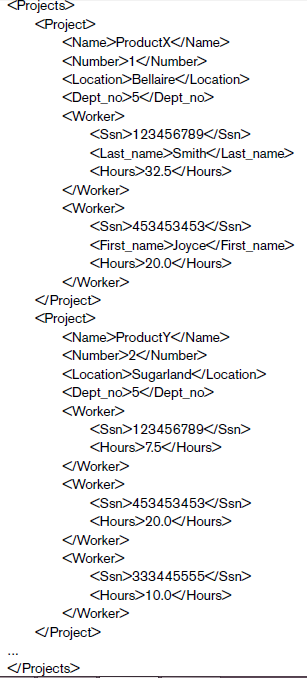 <Projects>
<Project>
<Name>ProductX</Name>
<Number>1</Number>
<Location>Bellaire</Location>
<Dept_no>5</Dept_no>
<Worker>
<Ssn>123456789</Ssn>
<Last_name>Smith</Last_name>
<Hours>32.5</Hours>
</Worker>
<Worker>
<Ssn>453453453</Ssn>
<First_name>Joyce</First_name>
<Hours>20.0</Hours>
</Worker>
</Project>
<Project>
<Name>ProductY</Name>
<Number>2</Number>
<Location>Sugarland</Location>
<Dept_no>5</Dept_no>
<Worker>
<Ssn>123456789</Ssn>
<Hours>7.5</Hours>
</Worker>
<Worker>
<Ssn>453453453</Ssn>
<Hours>20.0</Hours>
</Worker>
<Worker>
<Ssn>333445555</Ssn>
<Hours>10.0</Hours>
</Worker>
</Project>
...
</Projects>